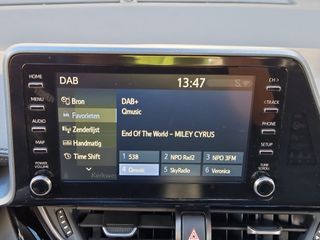 DAB
13:47
HOME
MENU
AUDIO
MAP
POWER
VOLUME
Bron
Favorieten
Zenderlijst
Handmatig
Time Shift
DAB+
Qmusic
End Of The World – MILEY CYRUS
1 538
2 NPO Rad2
3 NPO 3FM
4 Qmusic
5 SkyRadio
6 Veronica
CH
TRACK
PHONE
SETUP
TUNE
SCROLL